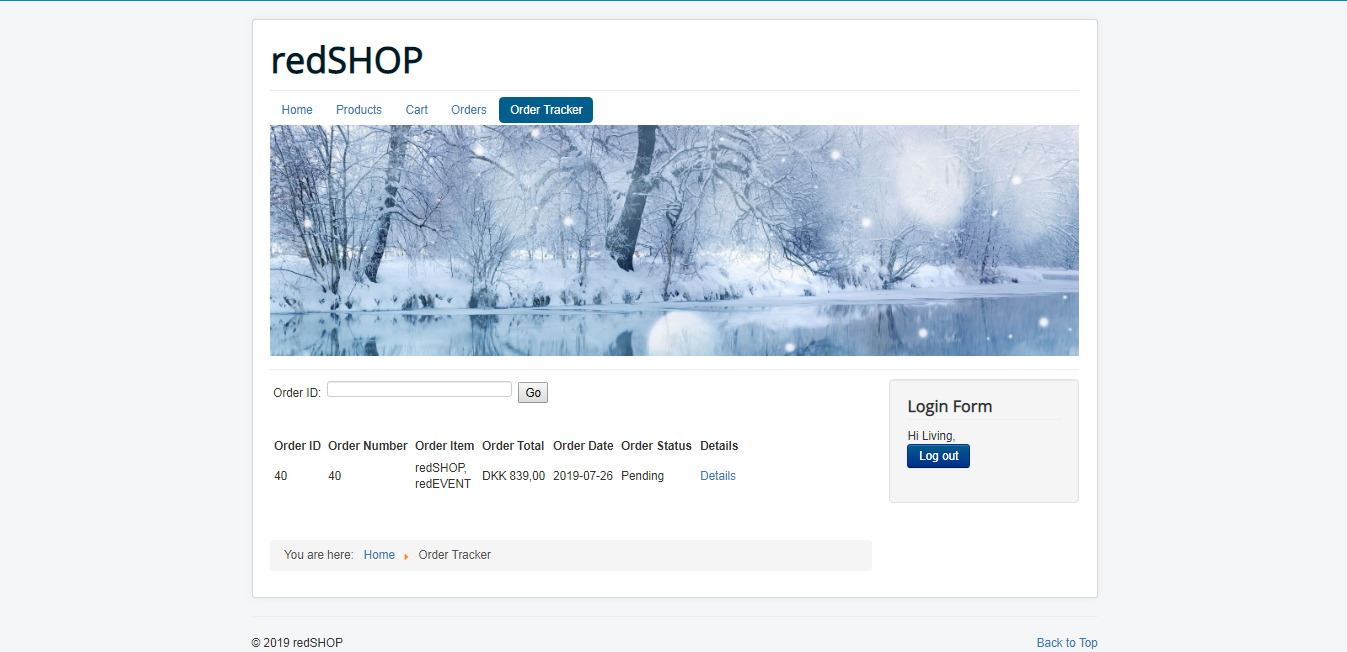 redSHOP
Home Products Cart Orders Order Tracker
Order ID: Go
Login Form
Hi Living,
Log out
Order ID Order Number Order Item Order Total Order Date Order Status Details
40 40 redSHOP, redEVENT DKK 839,00 2019-07-26 Pending Details
You are here: Home Order Tracker
© 2019 redSHOP Back to Top